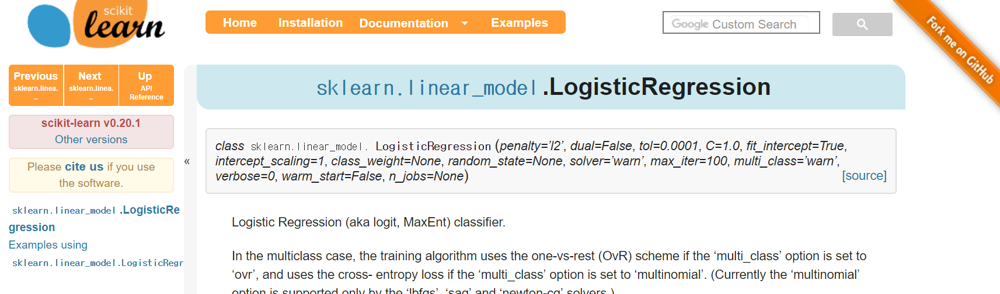 scikit
learn
Home Installation Documentation Examples
Google Custom Search
Fork me on GitHub
Previous
sklearn.linea.
..
Next
sklearn.linea.
..
Up
API
Reference
scikit-learn v0.20.1
Other versions
Please cite us if you use
the software.
sklearn.linear_model.LogisticRe
gression
Examples using
sklearn.linear_model.LogisticRegr
«
sklearn.linear_model.LogisticRegression
class sklearn.linear_model.LogisticRegression(penalty=’l2’, dual=False, tol=0.0001, C=1.0, fit_intercept=True,
intercept_scaling=1, class_weight=None, random_state=None, solver=’warn’, max_iter=100, multi_class=’warn’,
verbose=0, warm_start=False, n_jobs=None) [source]
Logistic Regression (aka logit, MaxEnt) classifier.
In the multiclass case, the training algorithm uses the one-vs-rest (OvR) scheme if the ‘multi_class’ option is set to
‘ovr’, and uses the cross- entropy loss if the ‘multi_class’ option is set to ‘multinomial’. (Currently the ‘multinomial’
option is supported only by the ‘lbfgs’, ‘sag’ and ‘newton-cg’ solvers.)